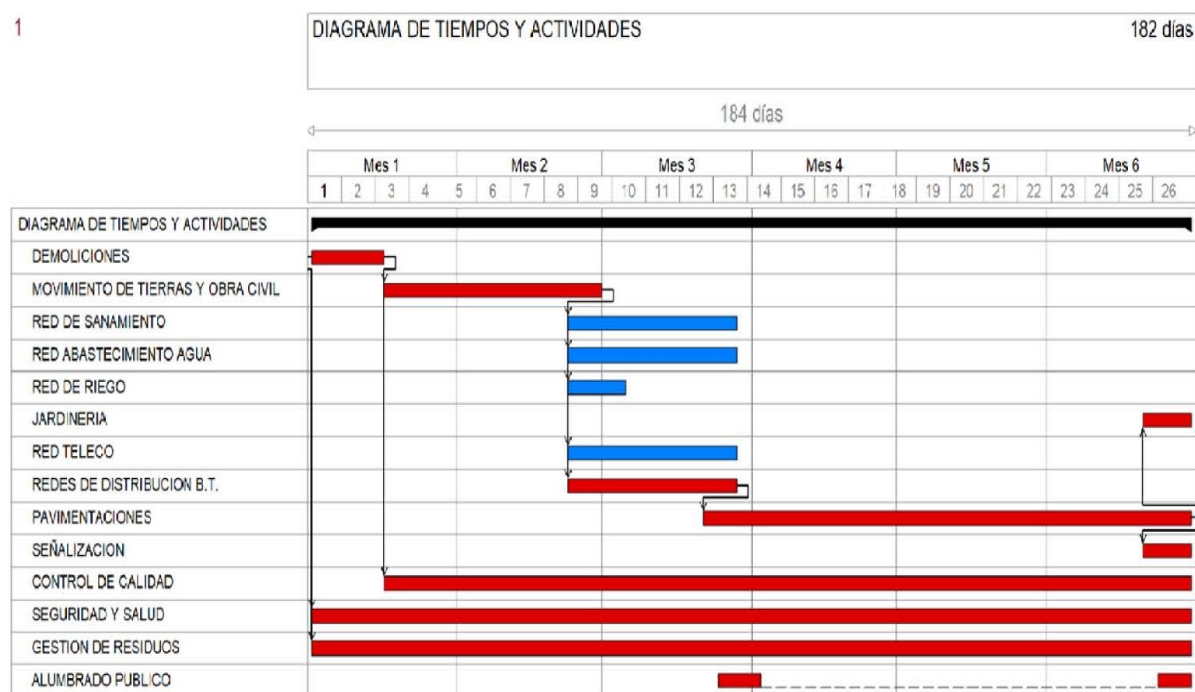 1
DIAGRAMA DE TIEMPOS Y ACTIVIDADES 182 días
184 días
Mes 1 Mes 2 Mes 3 Mes 4 Mes 5 Mes 6
1 2 3 4 5 6 7 8 9 10 11 12 13 14 15 16 17 18 19 20 21 22 23 24 25 26
DIAGRAMA DE TIEMPOS Y ACTIVIDADES
DEMOLICIONES
MOVIMIENTO DE TIERRAS Y OBRA CIVIL
RED DE SANAMIENTO
RED ABASTECIMIENTO AGUA
RED DE RIEGO
JARDINERIA
RED TELECO
REDES DE DISTRIBUCION B.T.
PAVIMENTACIONES
SEÑALIZACION
CONTROL DE CALIDAD
SEGURIDAD Y SALUD
GESTION DE RESIDUOS
ALUMBRADO PUBLICO